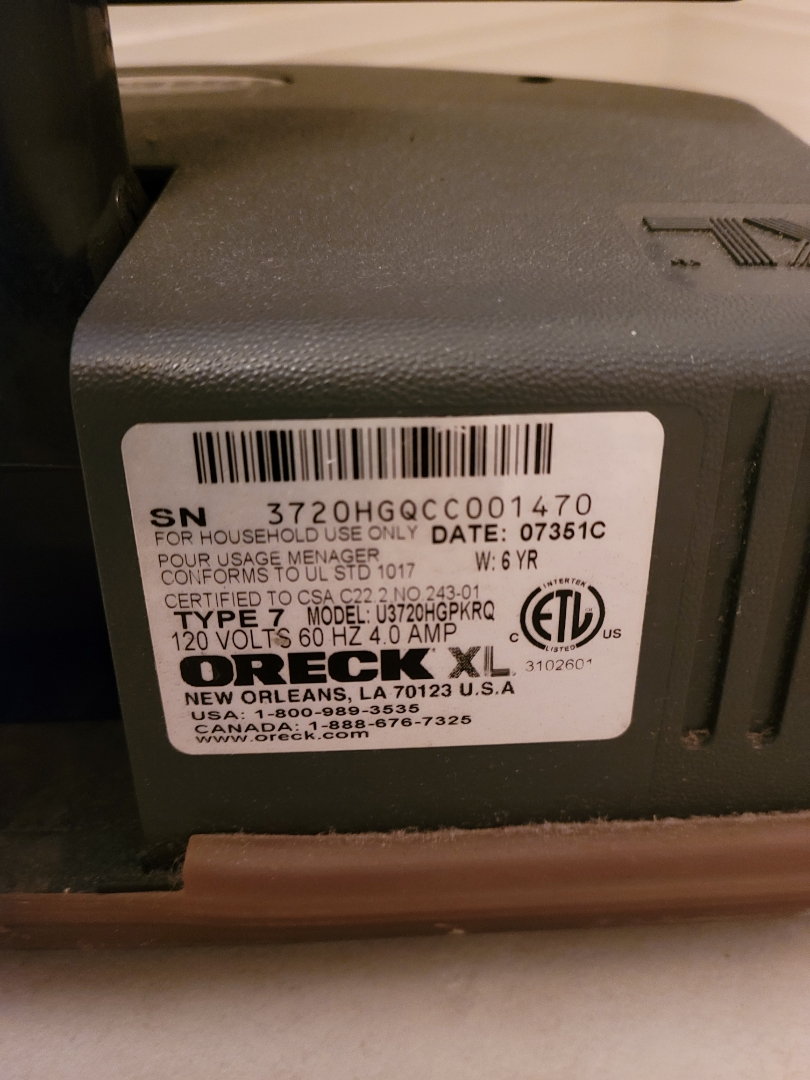 XL
SN 3720HGQCC001470
FOR HOUSEHOLD USE ONLY DATE: 07351C
POUR USAGE MENAGER W: 6 YR
CONFORMS TO UL STD 1017
CERTIFIED TO CSA C22.2 NO.243-01
TYPE 7 MODEL: U3720HGPKRQ
120 VOLTS 60 HZ 4.0 AMP
INTERTEK
C ETL US
LISTED
ORECK XL 3102601
NEW ORLEANS, LA 70123 U.S.A
USA: 1-800-989-3535
CANADA: 1-888-676-7325
www.oreck.com